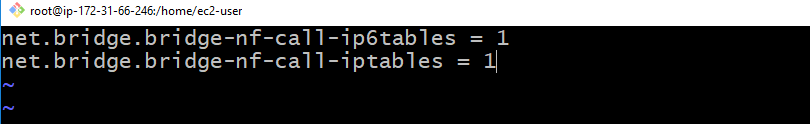 root@ip-172-31-66-246:/home/ec2-user
net.bridge.bridge-nf-call-ip6tables = 1
net.bridge.bridge-nf-call-iptables = 1
~
~